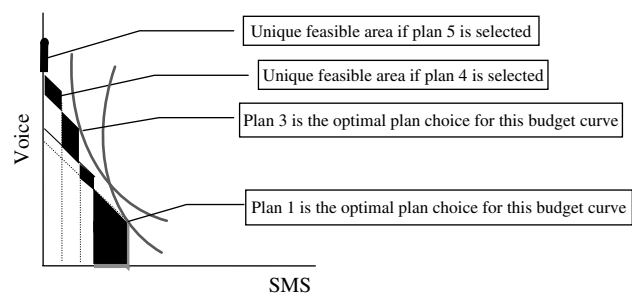 Unique feasible area if plan 5 is selected
Unique feasible area if plan 4 is selected
Plan 3 is the optimal plan choice for this budget curve
Voice
Plan 1 is the optimal plan choice for this budget curve
SMS